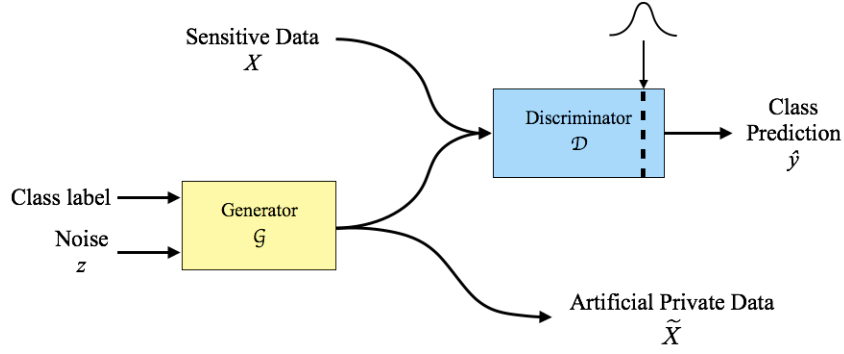 Sensitive Data
X
Discriminator
𝒟
Class
Prediction
ŷ
Class label
Noise
z
Generator
𝒢
Artificial Private Data
X̃